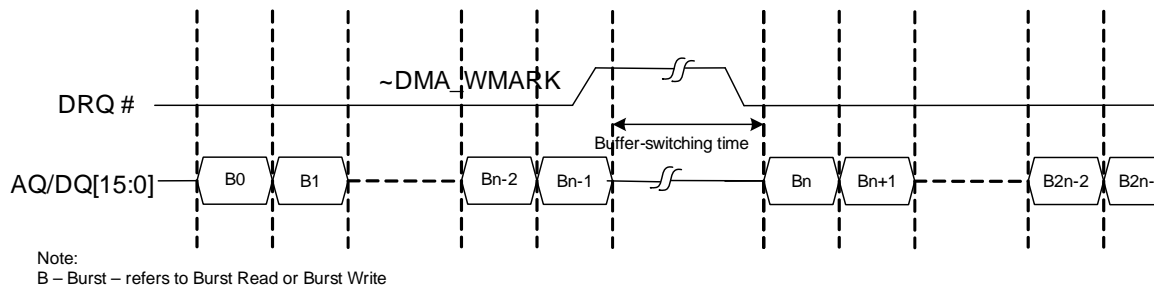 ~DMA_WMARK
DRQ #
Buffer-switching time
AQ/DQ[15:0]
B0 B1 Bn-2 Bn-1 Bn Bn+1 B2n-2 B2n-
Note:
B – Burst – refers to Burst Read or Burst Write